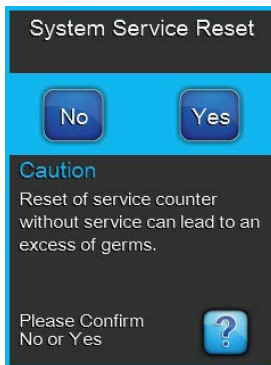 System Service Reset
No Yes
Caution
Reset of service counter
without service can lead to an
excess of germs.
Please Confirm
No or Yes
?